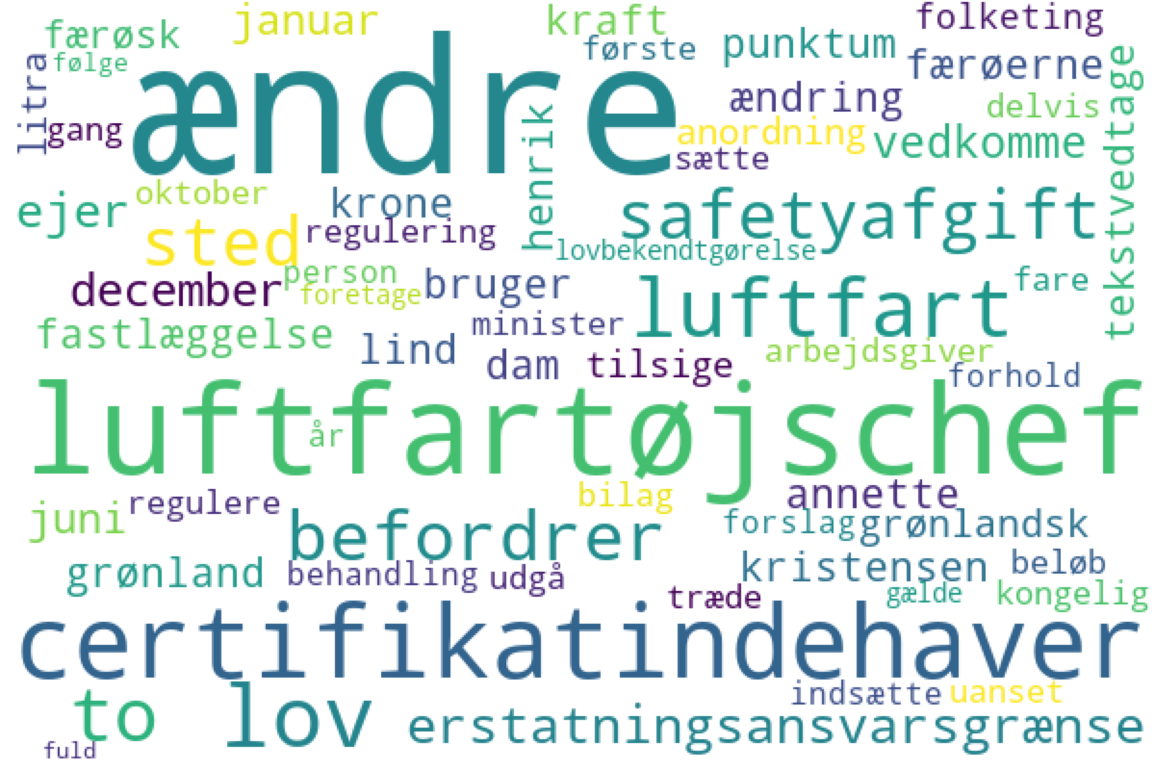 januar
kraft
folketing
færøsk
første
punktum
færøerne
følge
litra
ændre
ændring
delvis
gang
anordning
vedkomme
sætte
henrik
tekstvedtage
oktober
krone
ejer
safetyafgift
sted
regulering
lovbekendtgørelse
person
december
foretage
bruger
luftfart
fare
fastlæggelse
minister
lind
dam
tilsige
arbejdsgiver
forhold
luftfartøjschef
år
regulere
bilag
annette
juni
befordrer
forslag
grønlandsk
grønland
behandling
udgå
kristensen
beløb
træde
gælde
kongelig
certifikatindehaver
indsætte
uanset
to
lov
erstatningsansvarsgrænse
fuld